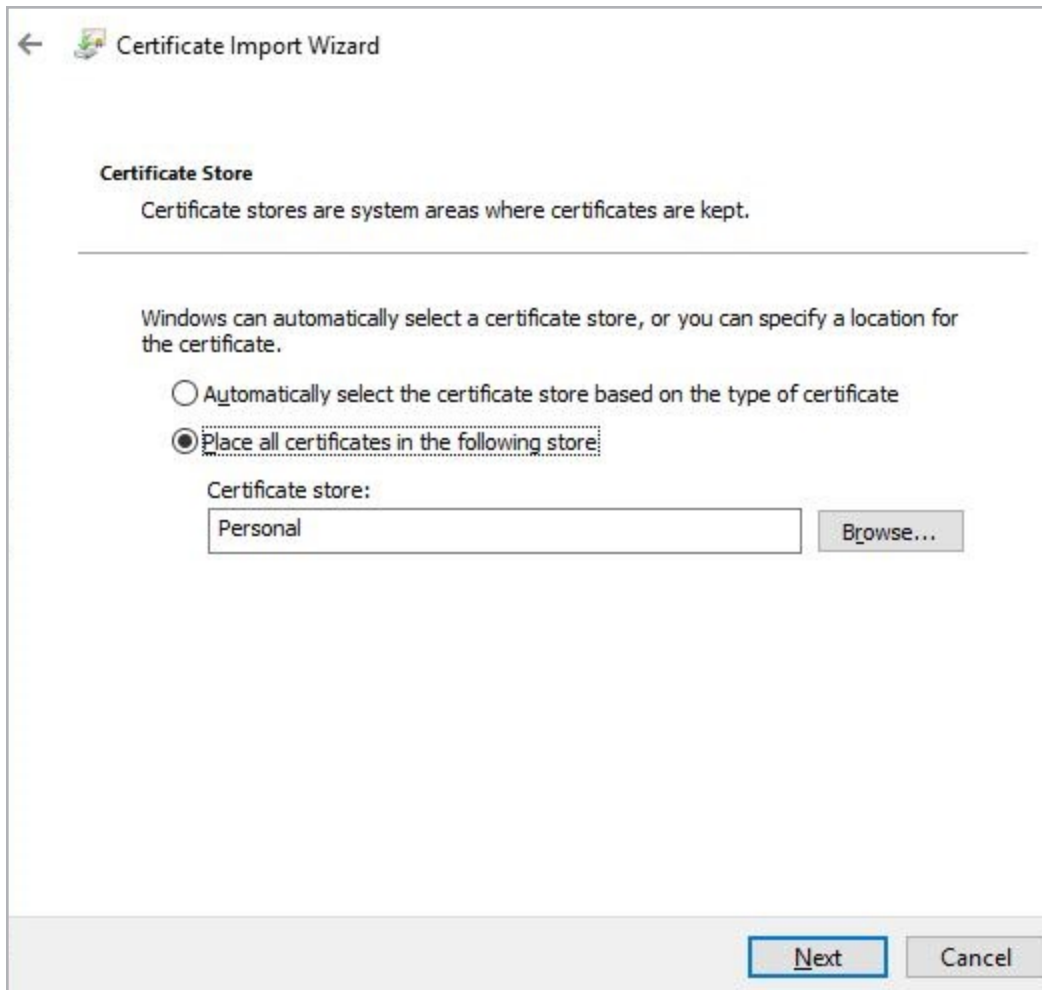 Certificate Import Wizard
Certificate Store
Certificate stores are system areas where certificates are kept.
Windows can automatically select a certificate store, or you can specify a location for
the certificate.
Automatically select the certificate store based on the type of certificate
Place all certificates in the following store
Certificate store:
Personal
Browse...
Next
Cancel